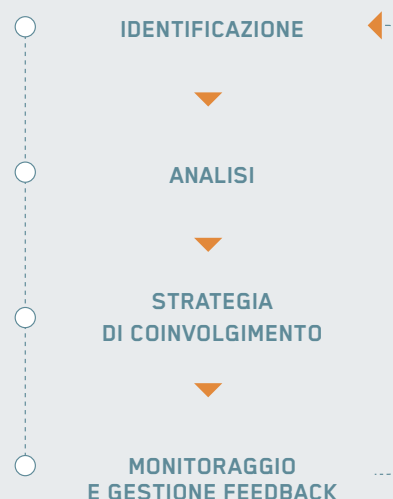 IDENTIFICAZIONE
ANALISI
STRATEGIA
DI COINVOLGIMENTO
MONITORAGGIO
E GESTIONE FEEDBACK